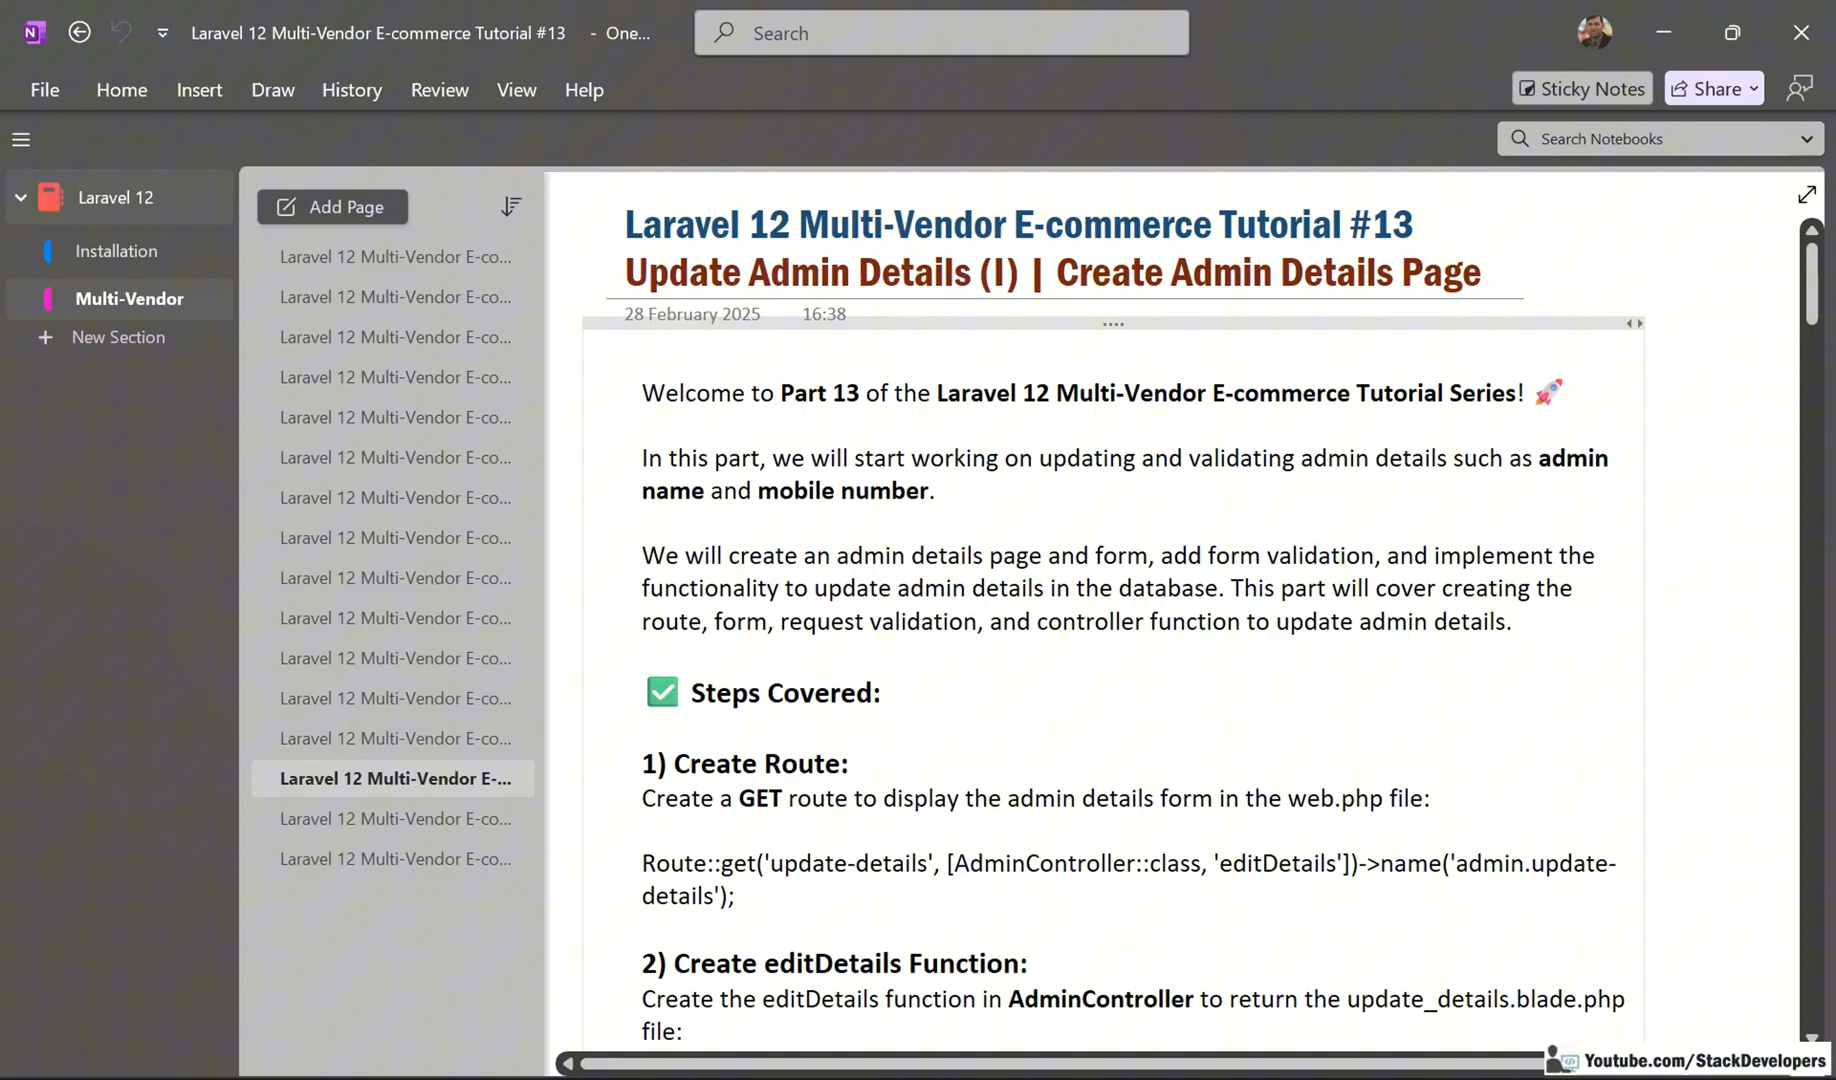 Laravel 12 Multi-Vendor E-commerce Tutorial #13 - One...
Search
File Home Insert Draw History Review View Help
Sticky Notes
Share
Search Notebooks
Laravel 12
Installation
Multi-Vendor
New Section
Add Page
Laravel 12 Multi-Vendor E-co...
Laravel 12 Multi-Vendor E-co...
Laravel 12 Multi-Vendor E-co...
Laravel 12 Multi-Vendor E-co...
Laravel 12 Multi-Vendor E-co...
Laravel 12 Multi-Vendor E-co...
Laravel 12 Multi-Vendor E-co...
Laravel 12 Multi-Vendor E-co...
Laravel 12 Multi-Vendor E-co...
Laravel 12 Multi-Vendor E-co...
Laravel 12 Multi-Vendor E-co...
Laravel 12 Multi-Vendor E-co...
Laravel 12 Multi-Vendor E-co...
Laravel 12 Multi-Vendor E-...
Laravel 12 Multi-Vendor E-co...
Laravel 12 Multi-Vendor E-co...
Laravel 12 Multi-Vendor E-commerce Tutorial #13
Update Admin Details (I) | Create Admin Details Page
28 February 2025 16:38
Welcome to Part 13 of the Laravel 12 Multi-Vendor E-commerce Tutorial Series! 🚀
In this part, we will start working on updating and validating admin details such as admin
name and mobile number.
We will create an admin details page and form, add form validation, and implement the
functionality to update admin details in the database. This part will cover creating the
route, form, request validation, and controller function to update admin details.
✅ Steps Covered:
1) Create Route:
Create a GET route to display the admin details form in the web.php file:
Route::get('update-details', [AdminController::class, 'editDetails'])->name('admin.update-
details');
2) Create editDetails Function:
Create the editDetails function in AdminController to return the update_details.blade.php
file:
Youtube.com/StackDevelopers